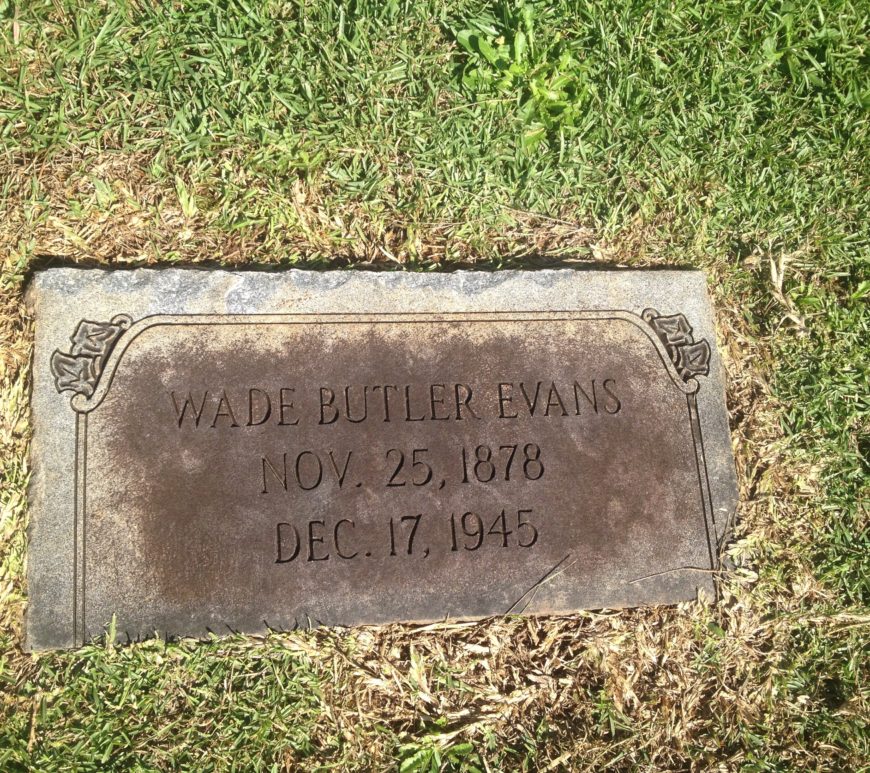 WADE BUTLER EVANS
NOV. 25, 1878
DEC. 17, 1945